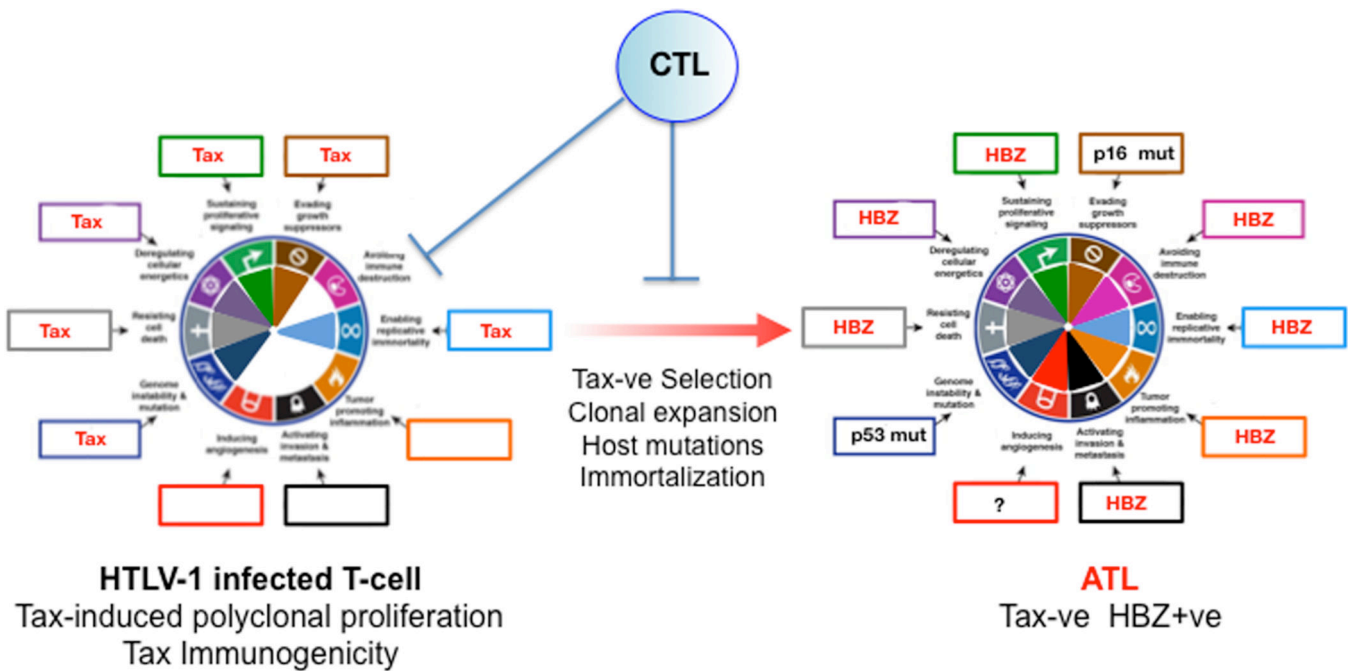 CTL
Tax
Tax
Sustaining
proliferative
signaling
Evading
growth
suppressors
Tax
Deregulating
cellular
energetics
Avoiding
immune
destruction
Tax
Resisting
cell
death
Enabling
replicative
immnortality
Tax
Genome
instability &
mutation
Tumor
promoting
inflammation
Tax
Inducing
angiogenesis
Activating
invasion &
metastasis
HTLV-1 infected T-cell
Tax-induced polyclonal proliferation
Tax Immunogenicity
Tax-ve Selection
Clonal expansion
Host mutations
Immortalization
HBZ
p16 mut
Sustaining
proliferative
signaling
Evading
growth
suppressors
HBZ
HBZ
Deregulating
cellular
energetics
Avoiding
immune
destruction
HBZ
Resisting
cell
death
Enabling
replicative
immnortality
HBZ
Genome
instability &
mutation
Tumor
promoting
inflammation
p53 mut
HBZ
Inducing
angiogenesis
Activating
invasion &
metastasis
?
HBZ
ATL
Tax-ve HBZ+ve